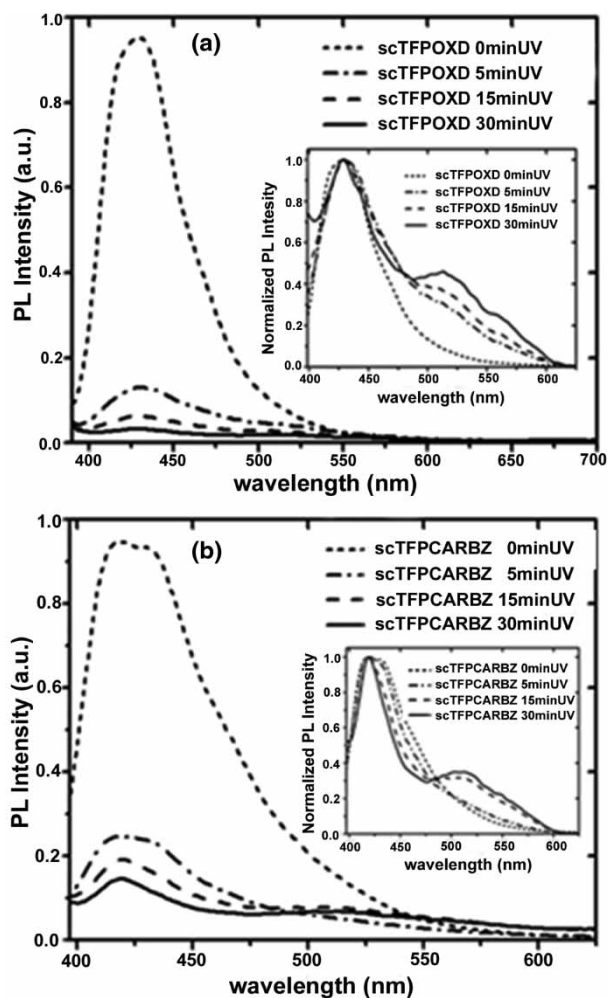 (a)
scTFPOXD 0minUV
scTFPOXD 5minUV
scTFPOXD 15minUV
scTFPOXD 30minUV
PL Intensity (a.u.)
1.0
0.8
0.6
0.4
0.2
0.0
400 450 500 550 600 650 700
wavelength (nm)
Normalized PL Intesity
1.0
0.8
0.6
0.4
0.2
0.0
scTFPOXD 0minUV
scTFPOXD 5minUV
scTFPOXD 15minUV
scTFPOXD 30minUV
400 450 500 550 600
wavelength (nm)
(b)
scTFPCARBZ 0minUV
scTFPCARBZ 5minUV
scTFPCARBZ 15minUV
scTFPCARBZ 30minUV
PL Intensity (a.u.)
1.0
0.8
0.6
0.4
0.2
0.0
400 450 500 550 600
wavelength (nm)
Normalized PL Intensity
1.0
0.8
0.6
0.4
0.2
0.0
scTFPCARBZ 0minUV
scTFPCARBZ 5minUV
scTFPCARBZ 15minUV
scTFPCARBZ 30minUV
400 450 500 550 600
wavelength (nm)